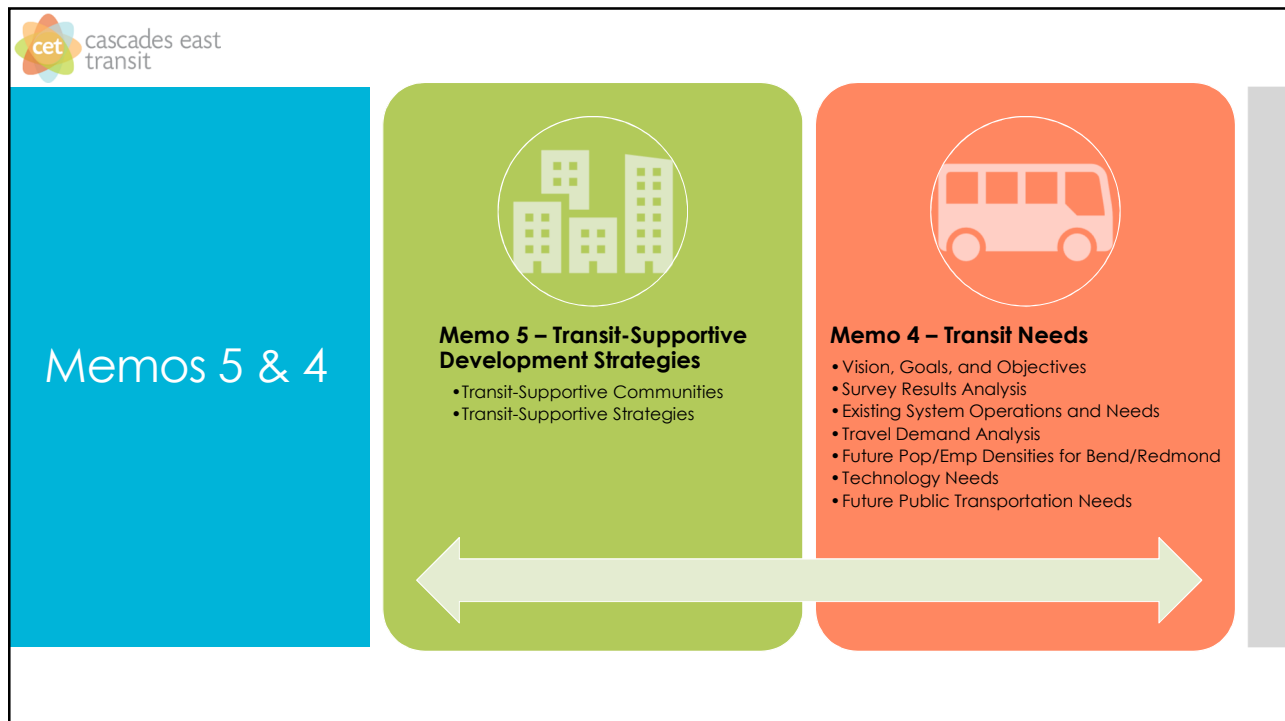 cet
cascades east
transit
Memos 5 & 4
Memo 5 – Transit-Supportive
Development Strategies
•Transit-Supportive Communities
•Transit-Supportive Strategies
Memo 4 – Transit Needs
•Vision, Goals, and Objectives
•Survey Results Analysis
•Existing System Operations and Needs
•Travel Demand Analysis
•Future Pop/Emp Densities for Bend/Redmond
•Technology Needs
•Future Public Transportation Needs